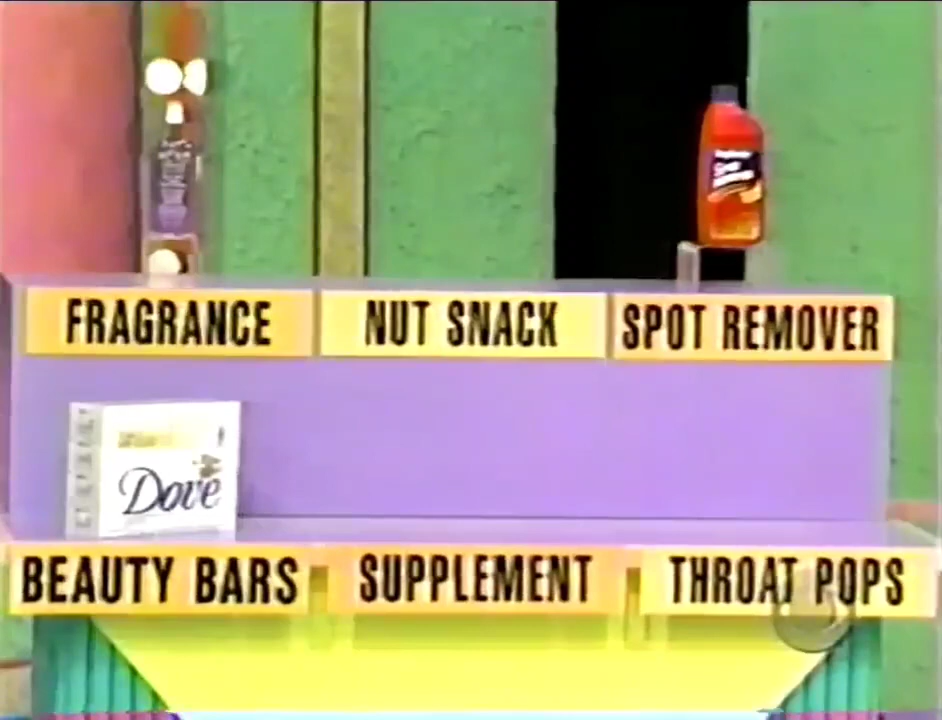 FRAGRANCE
NUT SNACK
SPOT REMOVER
Dove
BEAUTY BARS
SUPPLEMENT
THROAT POPS